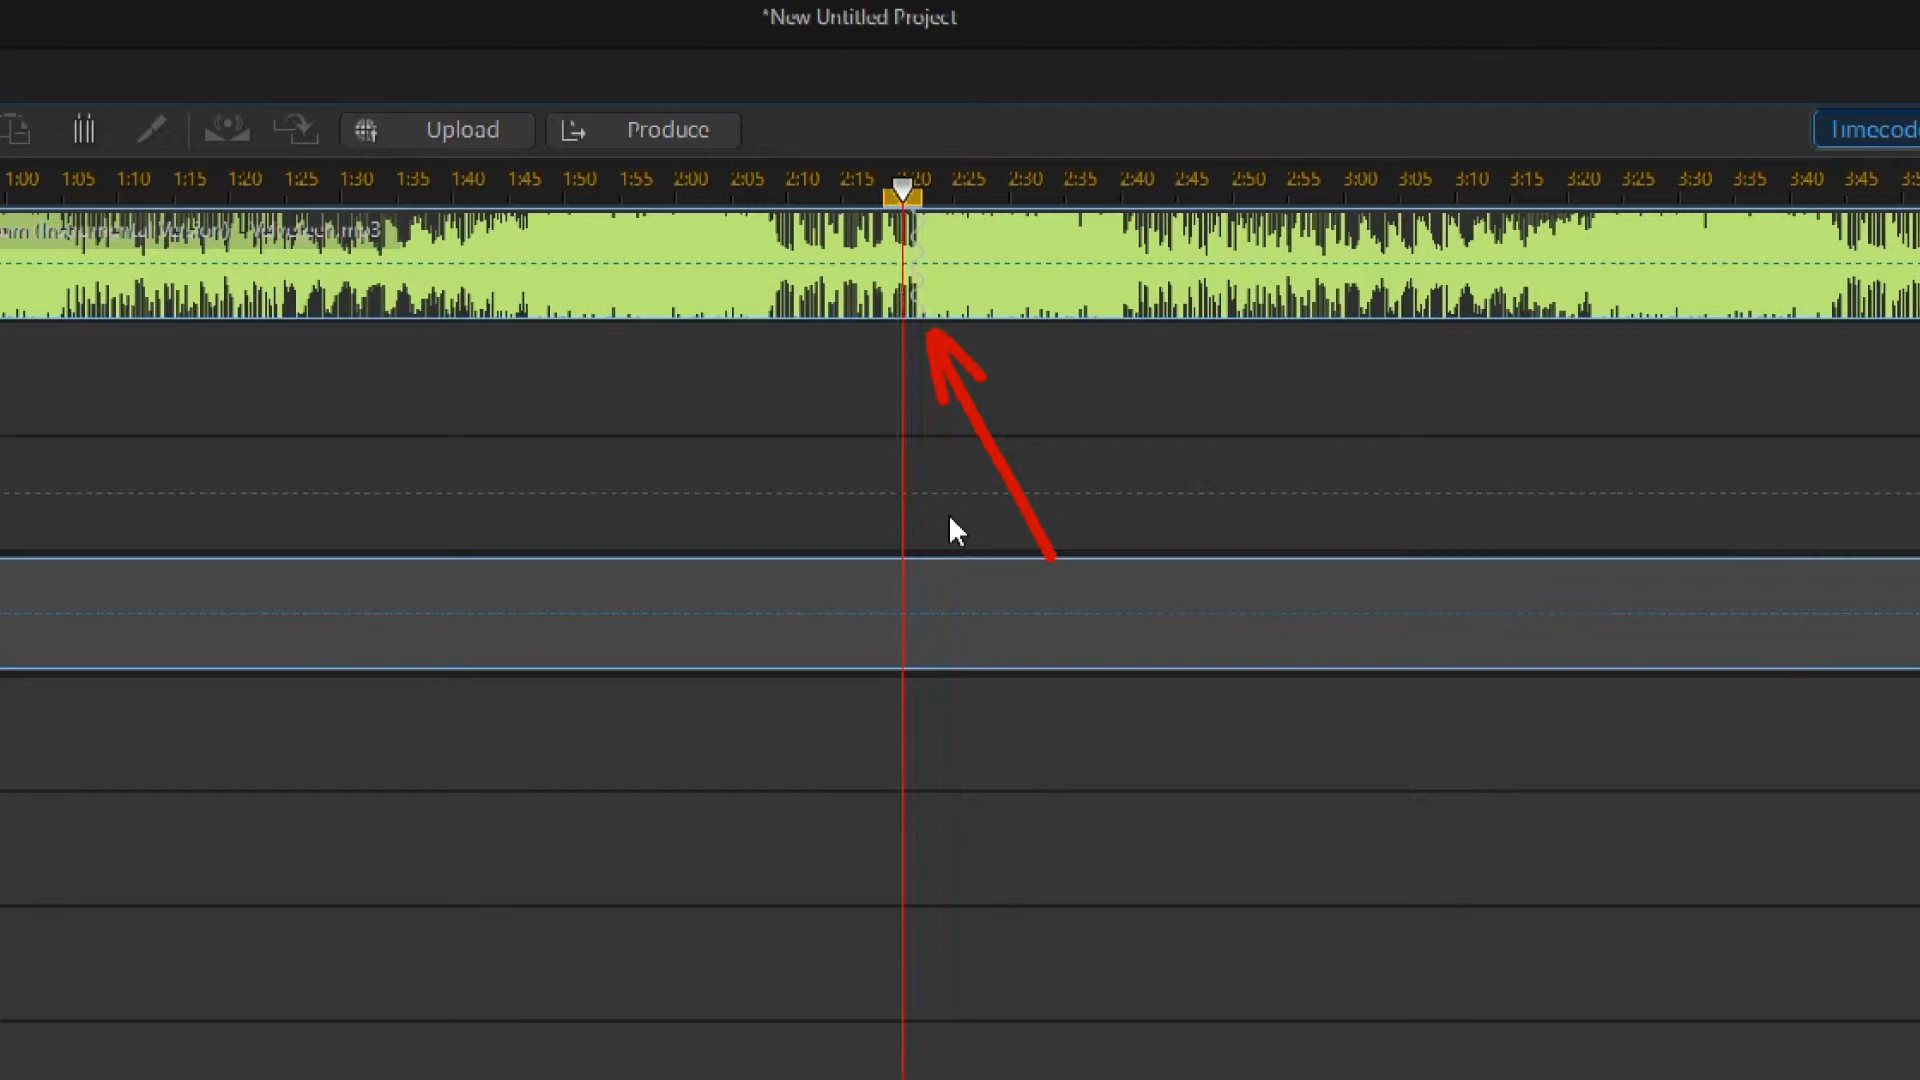 *New Untitled Project
Upload Produce Timecode
1:00 1:05 1:10 1:15 1:20 1:25 1:30 1:35 1:40 1:45 1:50 1:55 2:00 2:05 2:10 2:15 2:20 2:25 2:30 2:35 2:40 2:45 2:50 2:55 3:00 3:05 3:10 3:15 3:20 3:25 3:30 3:35 3:40 3:45 3:5
(Instrumental Version)